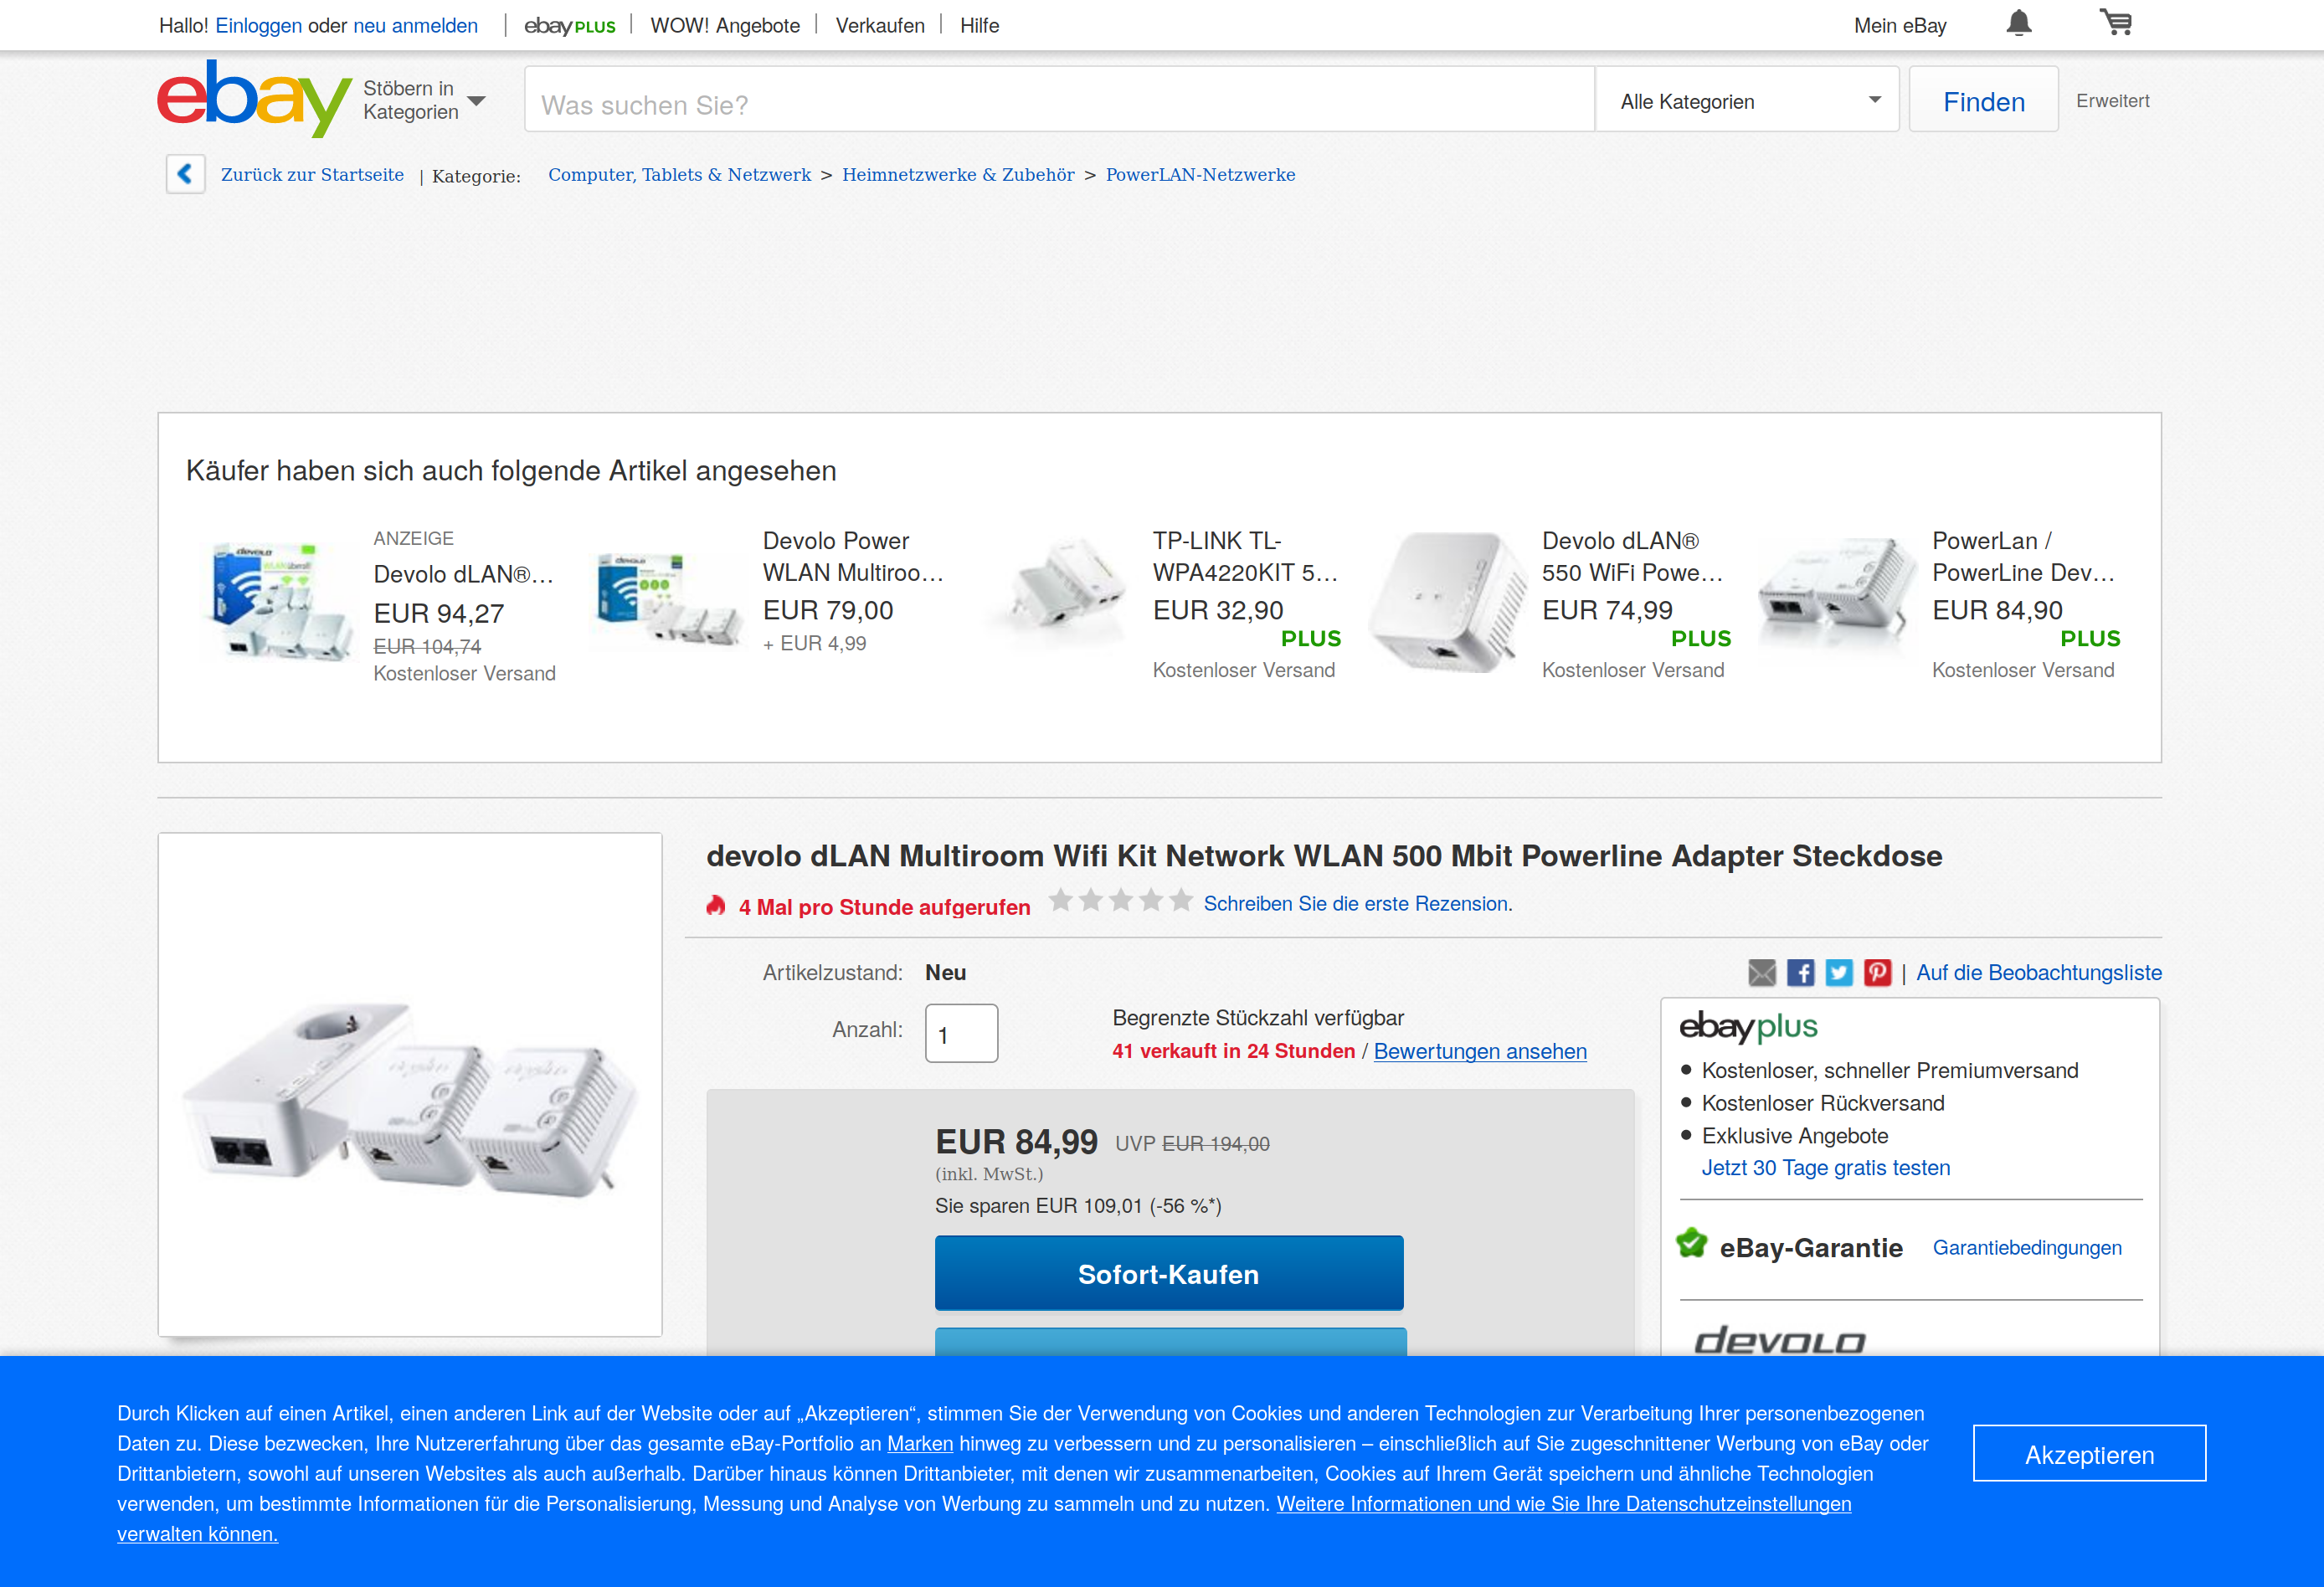 Hallo! Einloggen oder neu anmelden | ebay PLUS | WOW! Angebote | Verkaufen | Hilfe Mein eBay
ebay Stöbern in Kategorien Was suchen Sie? Alle Kategorien Finden Erweitert
Zurück zur Startseite | Kategorie: Computer, Tablets & Netzwerk > Heimnetzwerke & Zubehör > PowerLAN-Netzwerke
Käufer haben sich auch folgende Artikel angesehen
ANZEIGE
Devolo dLAN®...
EUR 94,27
EUR 104,74
Kostenloser Versand
Devolo Power
WLAN Multiroo...
EUR 79,00
+ EUR 4,99
TP-LINK TL-
WPA4220KIT 5...
EUR 32,90
PLUS
Kostenloser Versand
Devolo dLAN®
550 WiFi Powe...
EUR 74,99
PLUS
Kostenloser Versand
PowerLan /
PowerLine Dev...
EUR 84,90
PLUS
Kostenloser Versand
devolo dLAN Multiroom Wifi Kit Network WLAN 500 Mbit Powerline Adapter Steckdose
4 Mal pro Stunde aufgerufen Schreiben Sie die erste Rezension.
Artikelzustand: Neu
| Auf die Beobachtungsliste
Anzahl: 1
Begrenzte Stückzahl verfügbar
41 verkauft in 24 Stunden / Bewertungen ansehen
EUR 84,99 UVP EUR 194,00
(inkl. MwSt.)
Sie sparen EUR 109,01 (-56 %*)
Sofort-Kaufen
ebayplus
• Kostenloser, schneller Premiumversand
• Kostenloser Rückversand
• Exklusive Angebote
Jetzt 30 Tage gratis testen
eBay-Garantie Garantiebedingungen
devolo
Durch Klicken auf einen Artikel, einen anderen Link auf der Website oder auf „Akzeptieren“, stimmen Sie der Verwendung von Cookies und anderen Technologien zur Verarbeitung Ihrer personenbezogenen
Daten zu. Diese bezwecken, Ihre Nutzererfahrung über das gesamte eBay-Portfolio an Marken hinweg zu verbessern und zu personalisieren – einschließlich auf Sie zugeschnittener Werbung von eBay oder
Drittanbietern, sowohl auf unseren Websites als auch außerhalb. Darüber hinaus können Drittanbieter, mit denen wir zusammenarbeiten, Cookies auf Ihrem Gerät speichern und ähnliche Technologien
verwenden, um bestimmte Informationen für die Personalisierung, Messung und Analyse von Werbung zu sammeln und zu nutzen. Weitere Informationen und wie Sie Ihre Datenschutzeinstellungen
verwalten können.
Akzeptieren